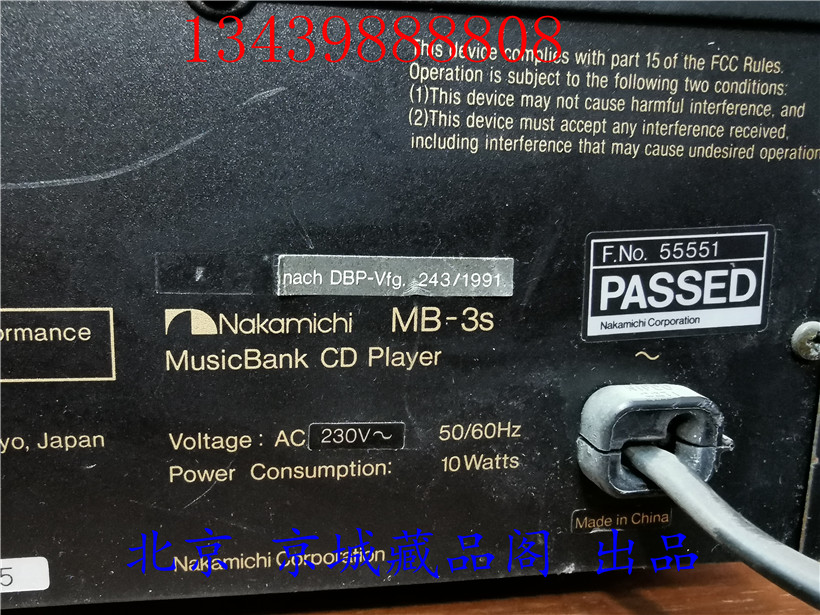 13439888808
This device complies with part 15 of the FCC Rules.
Operation is subject to the following two conditions:
(1)This device may not cause harmful interference, and
(2)This device must accept any interference received,
including interference that may cause undesired operation
nach DBP-Vfg. 243/1991
F.No. 55551
PASSED
Nakamichi Corporation
ormance
Nakamichi MB-3s
MusicBank CD Player
~
yo, Japan
Voltage: AC 230V~ 50/60Hz
Power Consumption: 10Watts
Made in China
北京 京城藏品阁 出品
Nakamichi Corporation
5